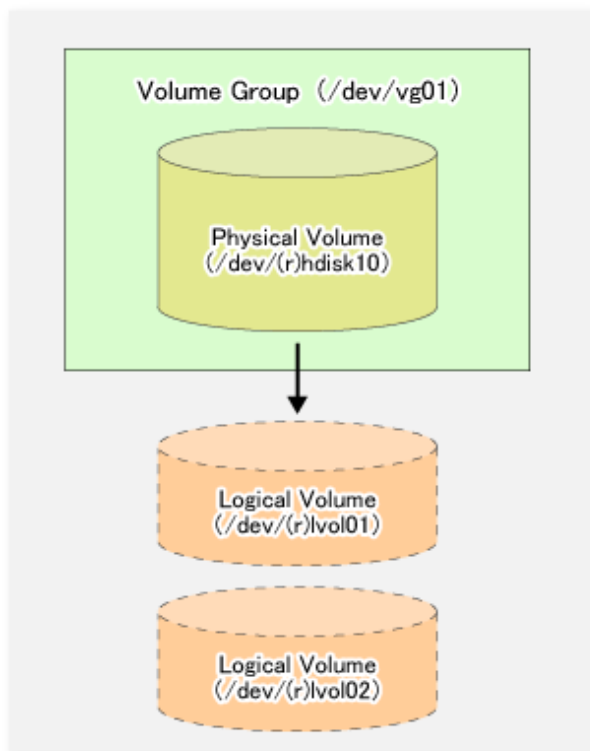 Volume Group (/dev/vg01)
Physical Volume
(/dev/(r)hdisk10)
Logical Volume
(/dev/(r)lvol01)
Logical Volume
(/dev/(r)lvol02)